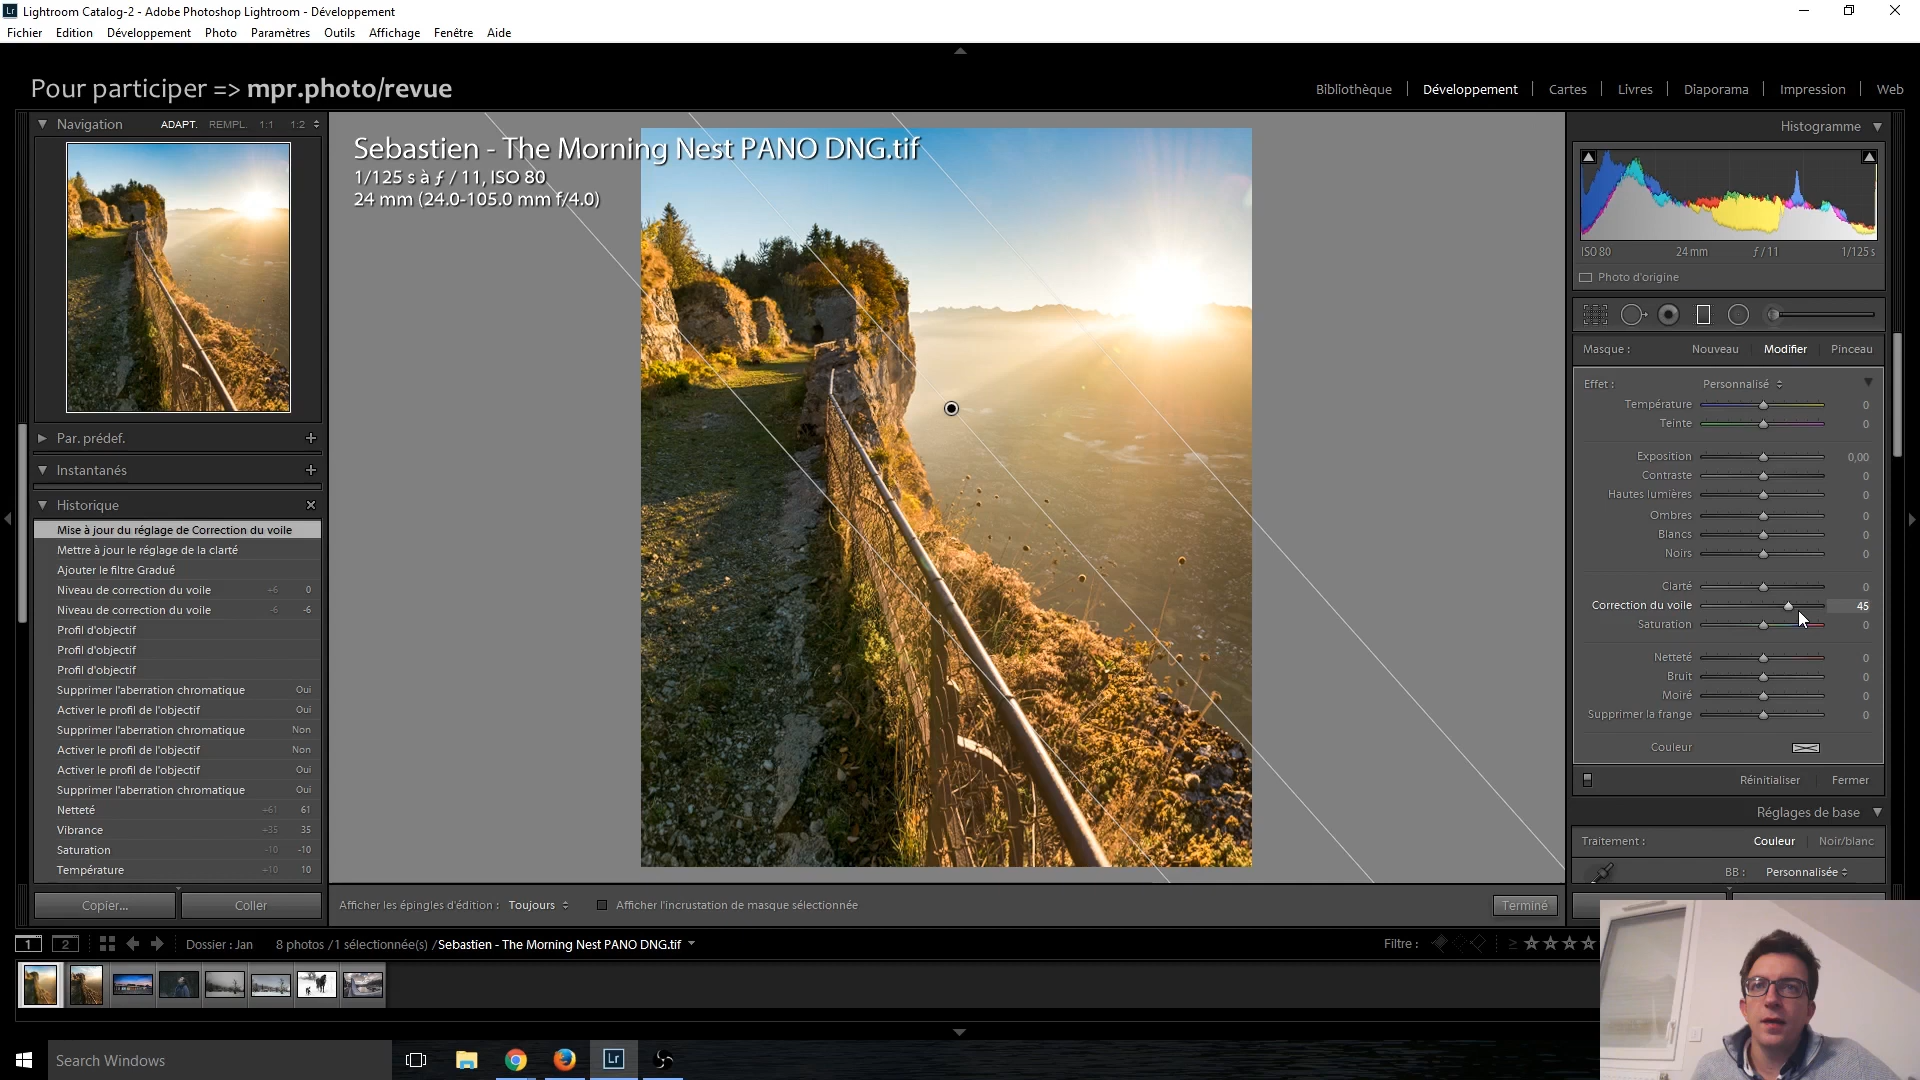 Lightroom Catalog-2 - Adobe Photoshop Lightroom - Développement
Fichier Edition Développement Photo Paramètres Outils Affichage Fenêtre Aide
Pour participer => mpr.photo/revue
Bibliothèque | Développement | Cartes | Livres | Diaporama | Impression | Web
Navigation ADAPT. REMPL. 1:1 1:2
Par. prédef.
Instantanés
Historique
Mise à jour du réglage de Correction du voile
Mettre à jour le réglage de la clarté
Ajouter le filtre Gradué
Niveau de correction du voile +6 0
Niveau de correction du voile -6 -6
Profil d'objectif
Profil d'objectif
Profil d'objectif
Supprimer l'aberration chromatique Oui
Activer le profil de l'objectif Oui
Supprimer l'aberration chromatique Non
Activer le profil de l'objectif Non
Activer le profil de l'objectif Oui
Supprimer l'aberration chromatique Oui
Netteté +61 61
Vibrance +35 35
Saturation -10 -10
Température +10 10
Copier... Coller
Sebastien - The Morning Nest PANO DNG.tif
1/125 s à ƒ / 11, ISO 80
24 mm (24.0-105.0 mm f/4.0)
Afficher les épingles d'édition : Toujours Afficher l'incrustation de masque sélectionnée Terminé
Histogramme
ISO 80 24 mm ƒ / 11 1/125 s
Photo d'origine
Masque : Nouveau Modifier Pinceau
Effet : Personnalisé
Température 0
Teinte 0
Exposition 0,00
Contraste 0
Hautes lumières 0
Ombres 0
Blancs 0
Noirs 0
Clarté 0
Correction du voile 45
Saturation 0
Netteté 0
Bruit 0
Moiré 0
Supprimer la frange 0
Couleur
Réinitialiser Fermer
Réglages de base
Traitement : Couleur Noir/blanc
BB : Personnalisée
1 2 Dossier : Jan 8 photos /1 sélectionnée(s) /Sebastien - The Morning Nest PANO DNG.tif Filtre : ≥
Search Windows Lr